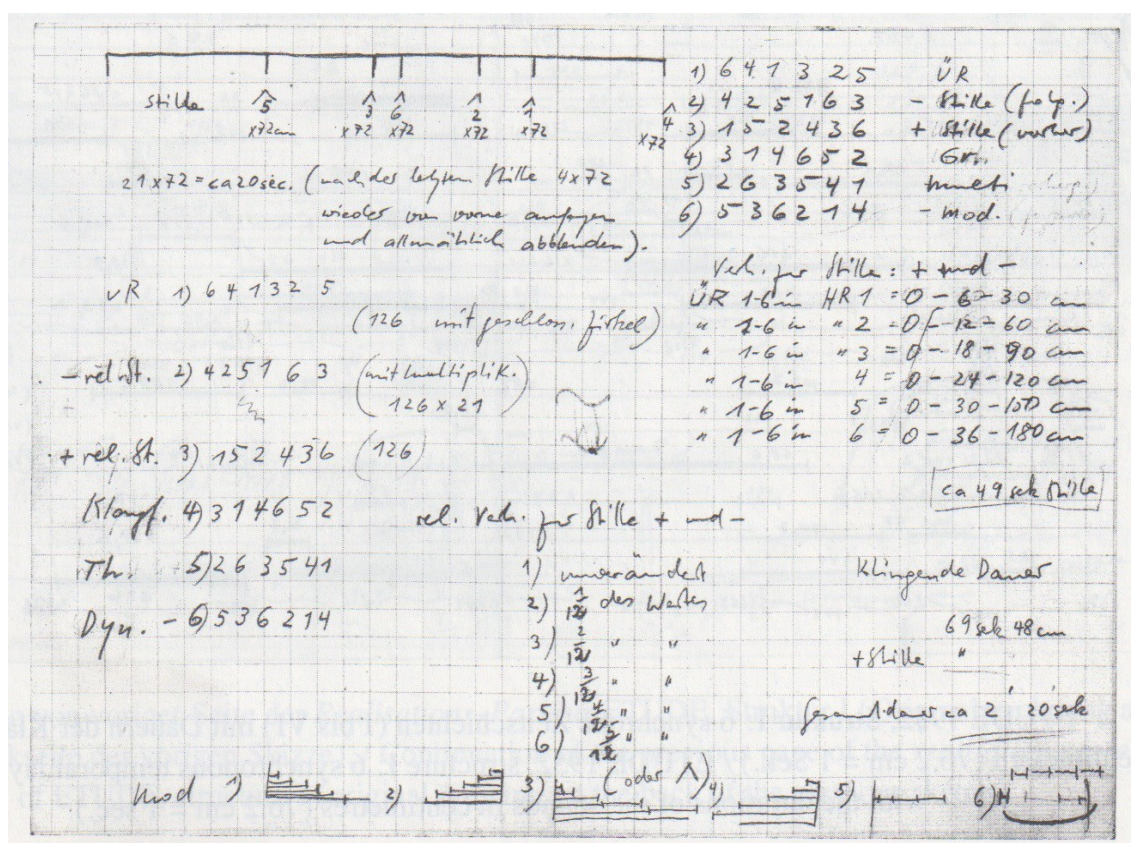 stille 5 3 6 2 1 4
x72cm x72 x72 x72 x72 x72
21x72 = ca 20 sec. (nach der letzten Stille 4x72
wieder von vorne anfangen
und allmählich abblenden).
1) 6 4 1 3 2 5 ÜR
2) 4 2 5 1 6 3 - Stille (folg.)
3) 1 5 2 4 3 6 + Stille (vorher)
4) 3 1 4 6 5 2 Gr.
5) 2 6 3 5 4 1
6) 5 3 6 2 1 4 - mod.
Verh. für Stille: + und -
ÜR 1-6 in HR 1 = 0 - 6 - 30 cm
" 1-6 in " 2 = 0 - 12 - 60 cm
" 1-6 in " 3 = 0 - 18 - 90 cm
" 1-6 in 4 = 0 - 24 - 120 cm
" 1-6 in 5 = 0 - 30 - 150 cm
" 1-6 in 6 = 0 - 36 - 180 cm
ca 49 sek Stille
ÜR 1) 6 4 1 3 2 5
(126 mit geschloss. Zirkel)
- rel. St. 2) 4 2 5 1 6 3 (mit Multiplik.
126 x 21)
+ rel. St. 3) 1 5 2 4 3 6 (126)
Klangf. 4) 3 1 4 6 5 2
Th. 5) 2 6 3 5 4 1
Dyn. - 6) 5 3 6 2 1 4
rel. Verh. für Stille + und -
1) unverändert
2) 1/12 des Wertes
3) 2/12 " "
4) 3/12 " "
5) 4/12 " "
6) 5/12 " "
Klingende Dauer
69 sek 48 cm
+ Stille "
Ges. dauer ca 2' 20 sek
Mod 1) 2) 3) (oder Λ) 4) 5) 6)